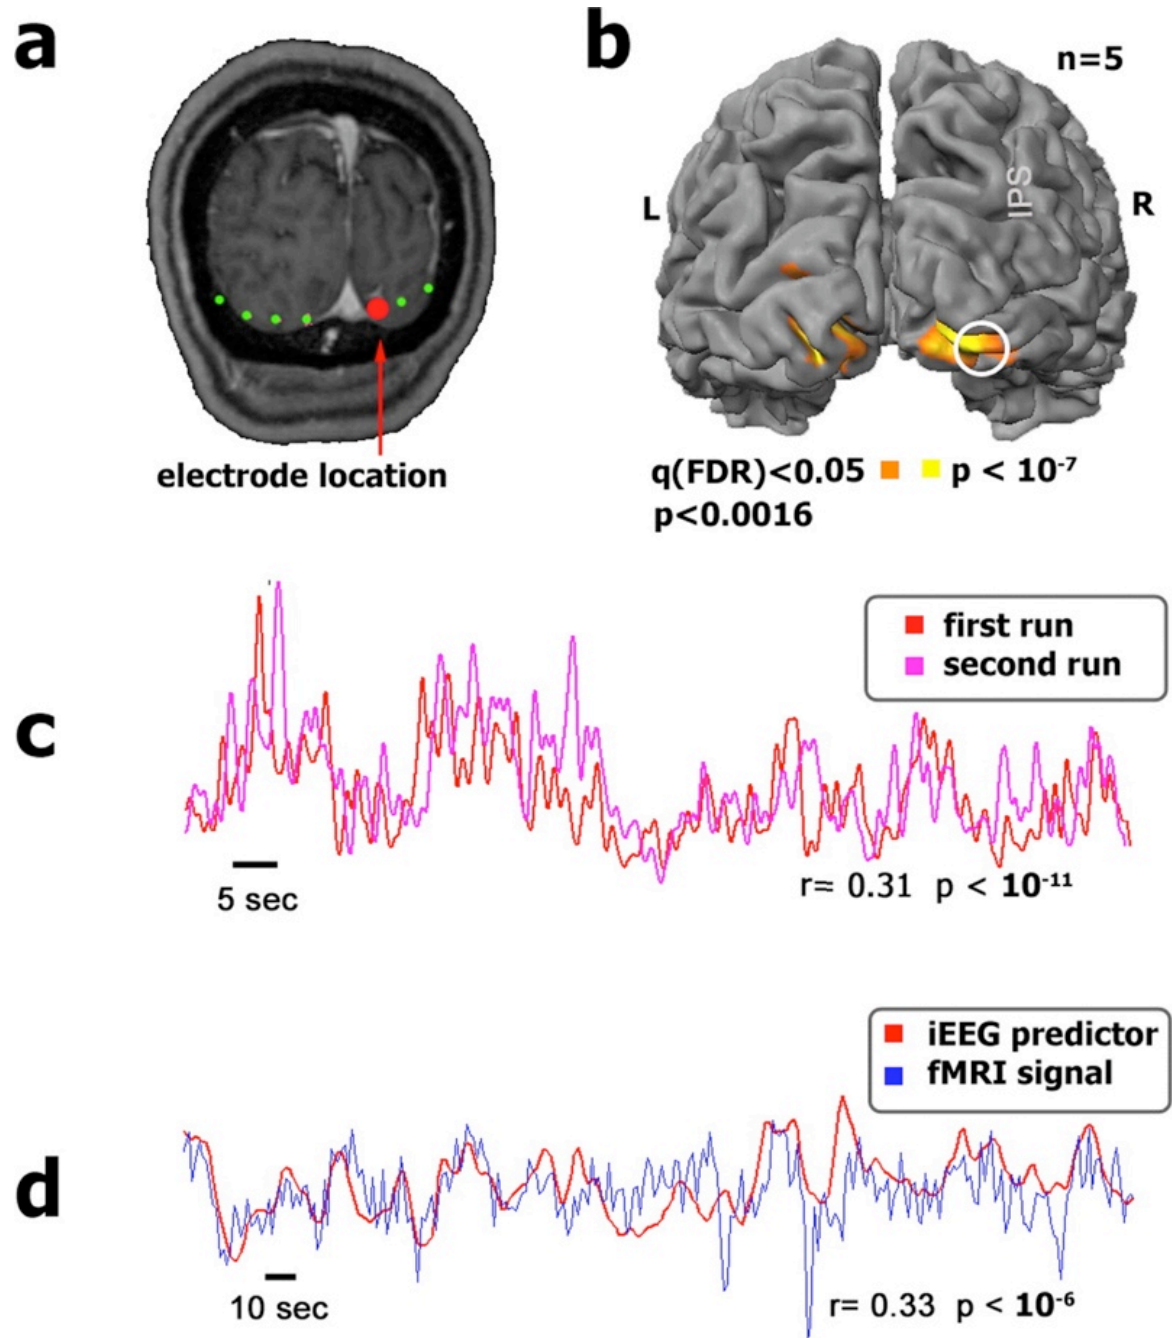 a
electrode location
b
n=5
L
IPS
R
q(FDR)<0.05 p < 10⁻⁷
p<0.0016
c
first run
second run
5 sec
r= 0.31 p < 10⁻¹¹
d
iEEG predictor
fMRI signal
10 sec
r= 0.33 p < 10⁻⁶